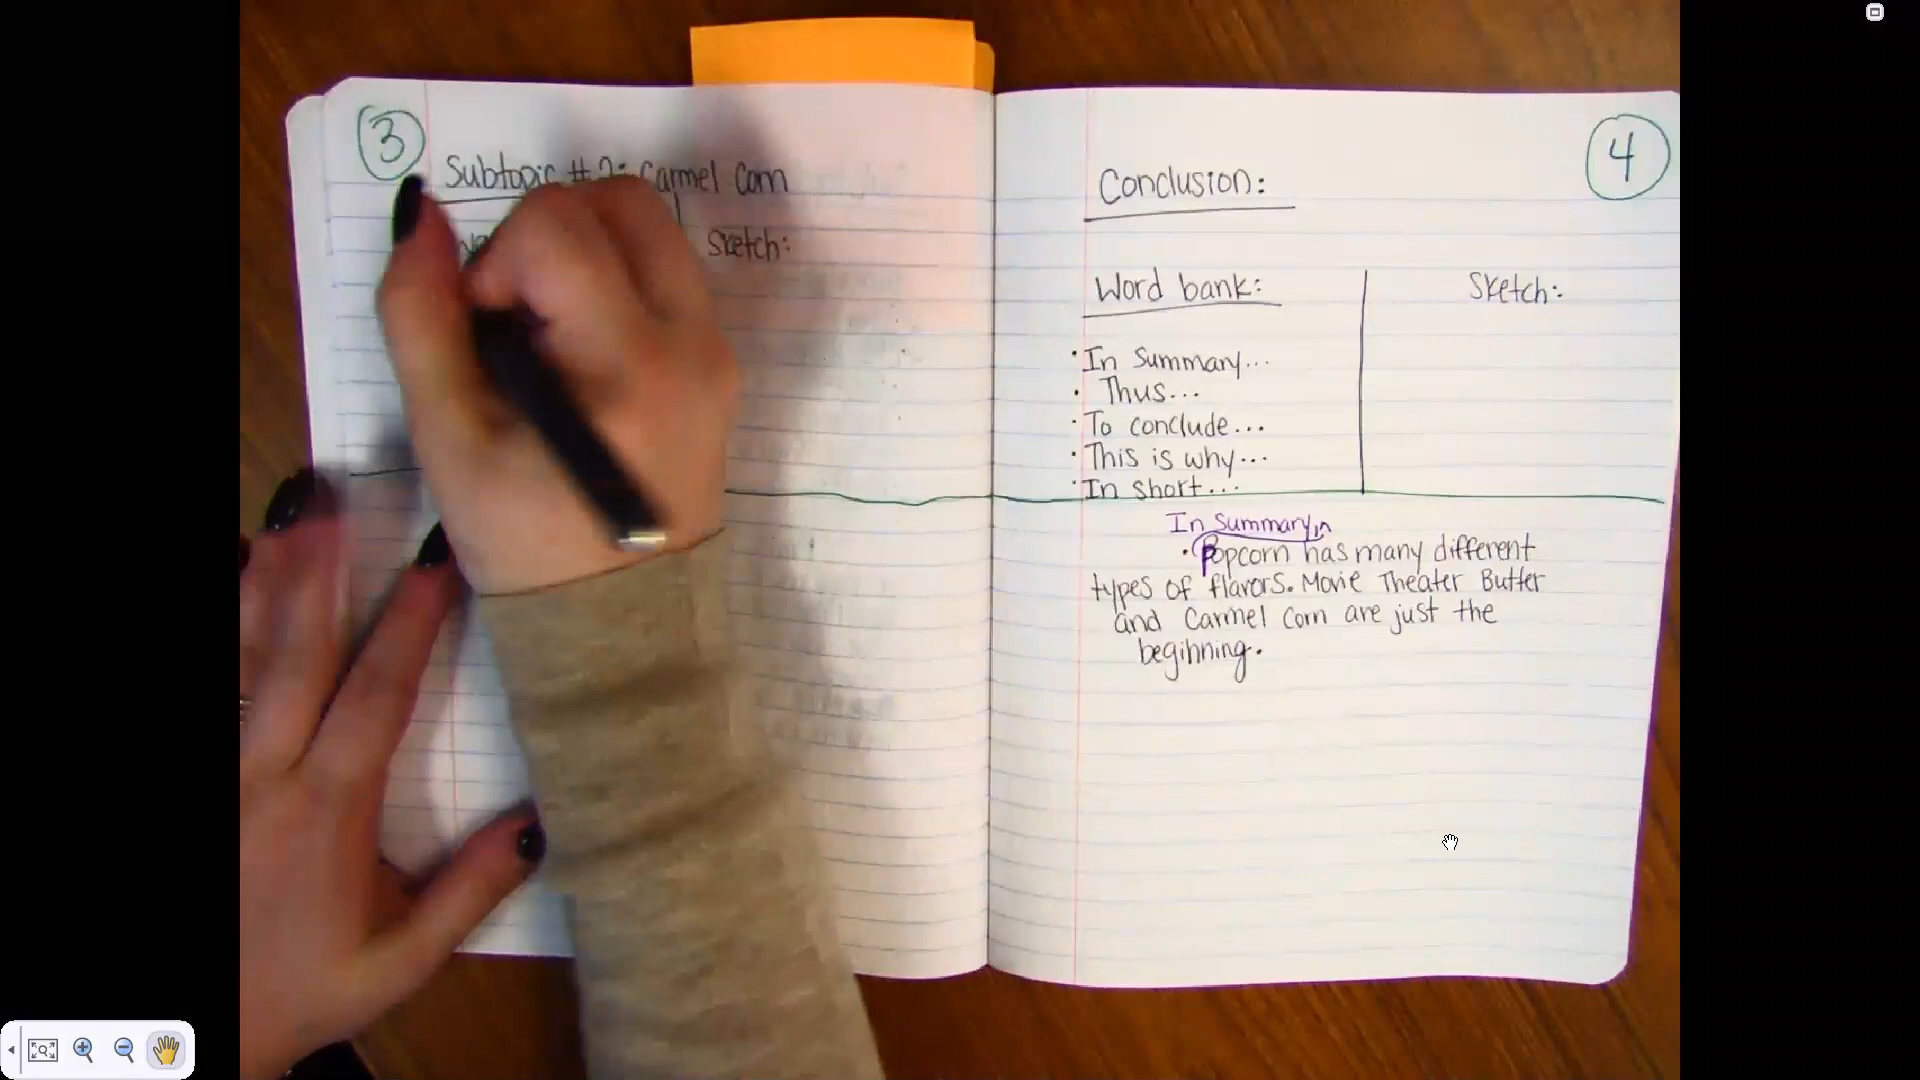 3
Subtopic # 2: Carmel Corn
Sketch:
4
Conclusion:
Word bank:
Sketch:
· In Summary...
· Thus...
· To conclude...
· This is why...
· In short...
In Summary,
· Popcorn has many different
types of flavors. Movie Theater Butter
and Carmel Corn are just the
beginning.